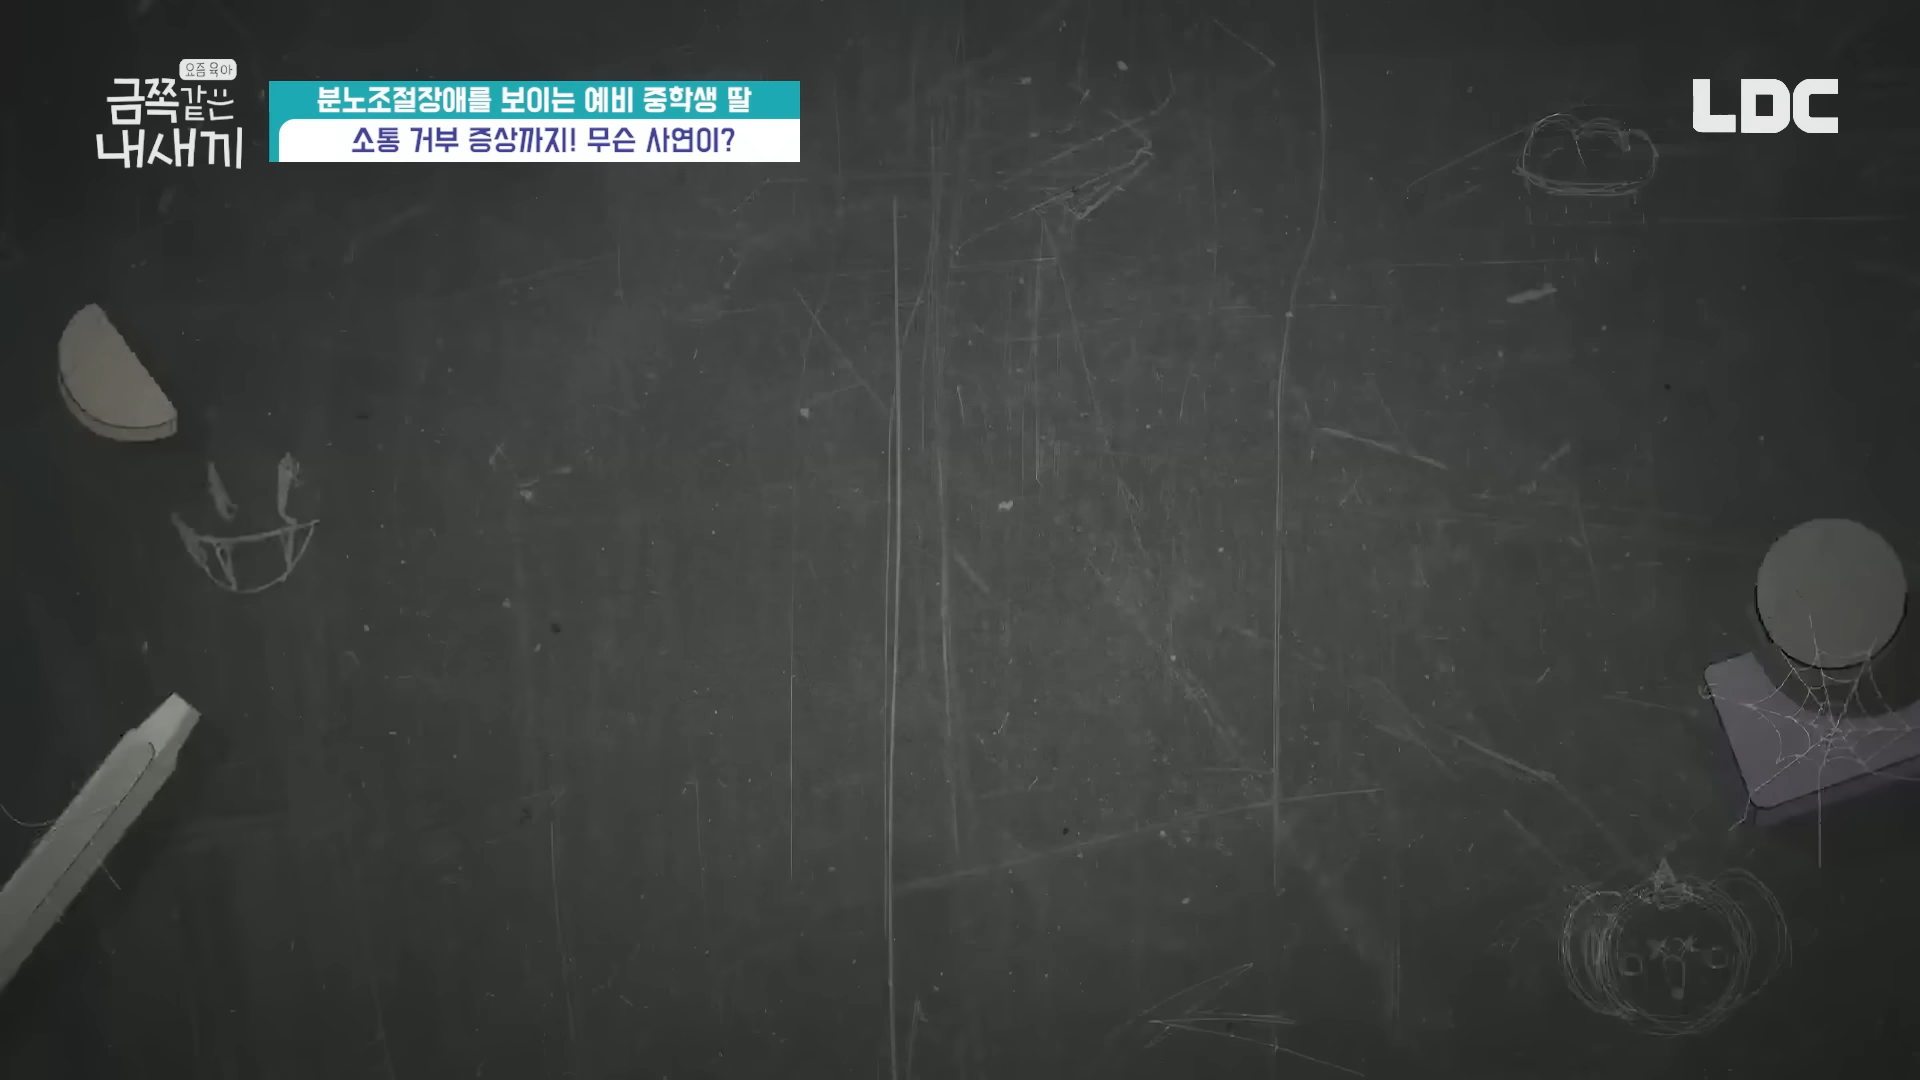 요즘 육아
금쪽같은
내새끼
분노조절장애를 보이는 예비 중학생 딸
소통 거부 증상까지! 무슨 사연이?
LDC